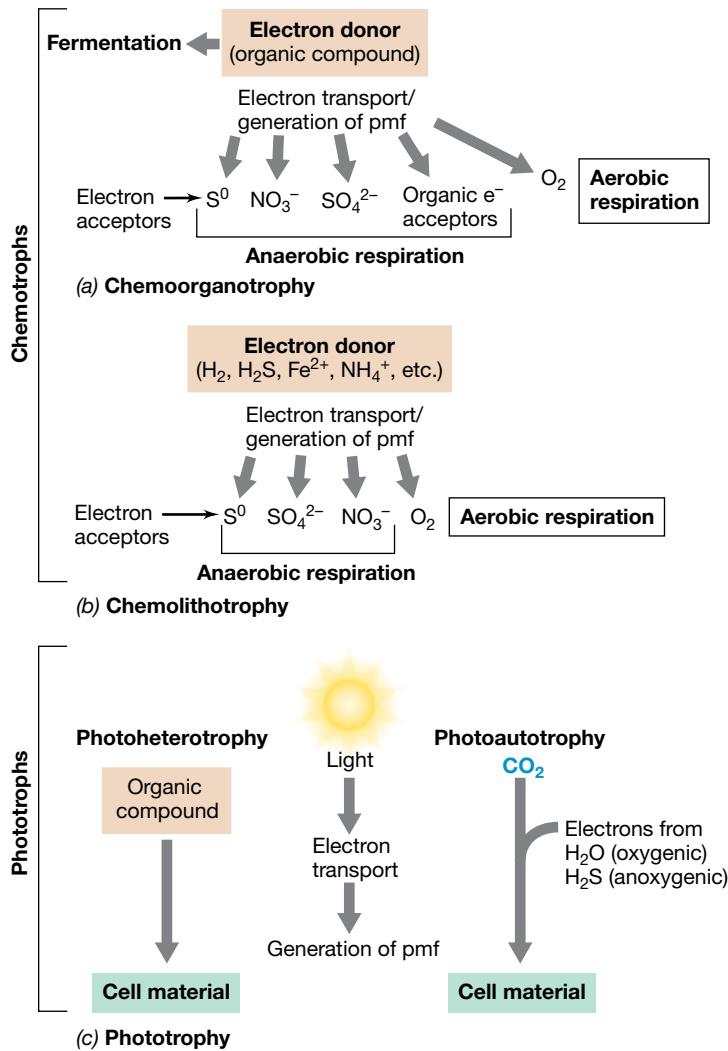 Chemotrophs
Fermentation
Electron donor
(organic compound)
Electron transport/
generation of pmf
Electron
acceptors
S⁰ NO₃⁻ SO₄²⁻
Organic e⁻
acceptors
O₂
Aerobic
respiration
Anaerobic respiration
(a) Chemoorganotrophy
Electron donor
(H₂, H₂S, Fe²⁺, NH₄⁺, etc.)
Electron transport/
generation of pmf
Electron
acceptors
S⁰ SO₄²⁻ NO₃⁻ O₂
Aerobic respiration
Anaerobic respiration
(b) Chemolithotrophy
Phototrophs
Photoheterotrophy
Organic
compound
Cell material
Light
Electron
transport
Generation of pmf
Photoautotrophy
CO₂
Electrons from
H₂O (oxygenic)
H₂S (anoxygenic)
Cell material
(c) Phototrophy